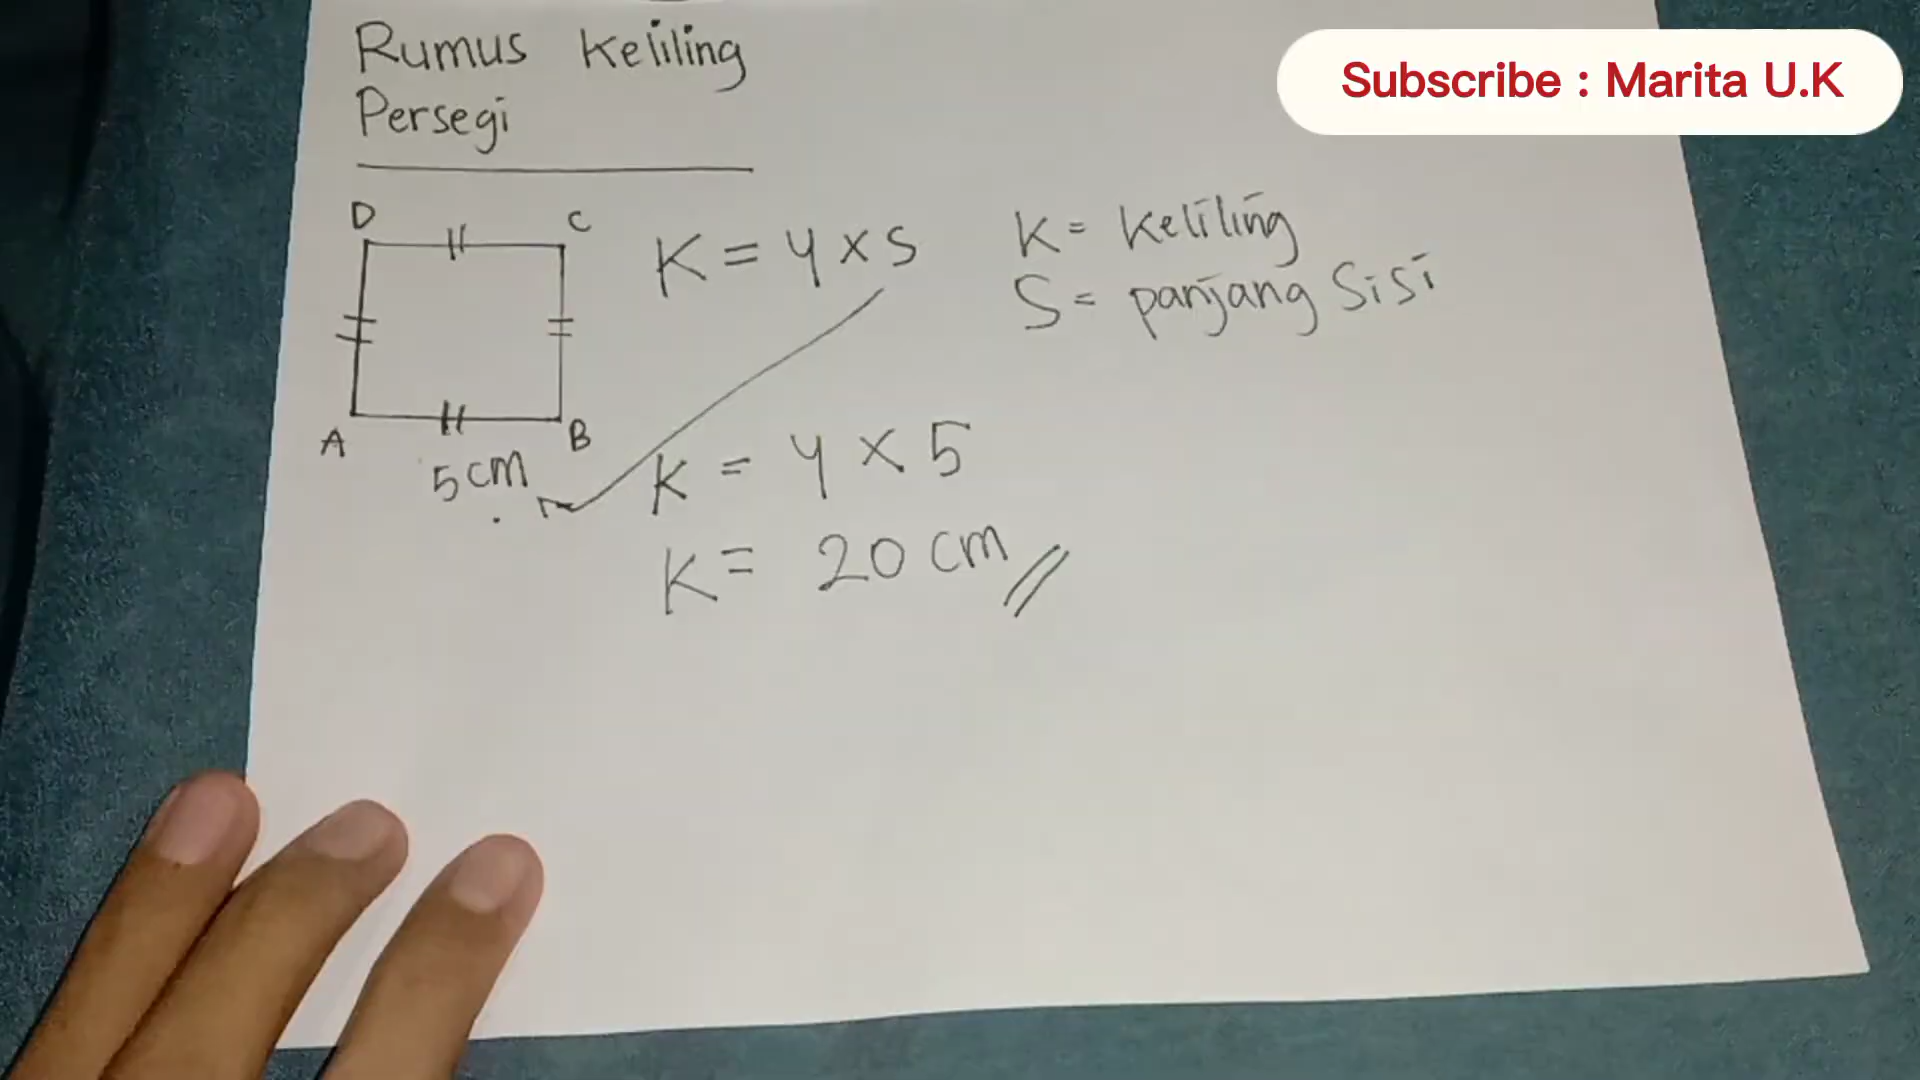 Rumus Keliling
Persegi
Subscribe : Marita U.K
D
C
A
B
5 cm
K = 4 x s
K = Keliling
S = panjang Sisi
K = 4 x 5
K = 20 cm